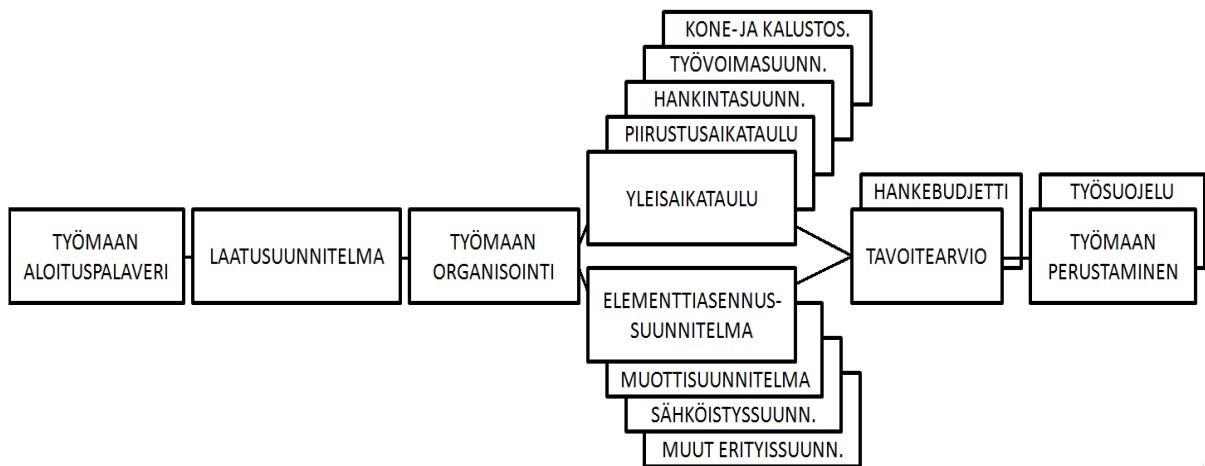 KONE- JA KALUSTOS.
TYÖVOIMASUUNN.
HANKINTASUUNN.
PIIRUSTUSAIKATAULU
YLEISAIKATAULU
HANKEBUDJETTI
TYÖSUOJELU
TYÖMAAN
ALOITUSPALAVERI
LAATUSUUNNITELMA
TYÖMAAN
ORGANISOINTI
TAVOITEARVIO
TYÖMAAN
PERUSTAMINEN
ELEMENTTIASENNUS-
SUUNNITELMA
MUOTTISUUNNITELMA
SÄHKÖISTYSSUUNN.
MUUT ERITYISSUUNN.